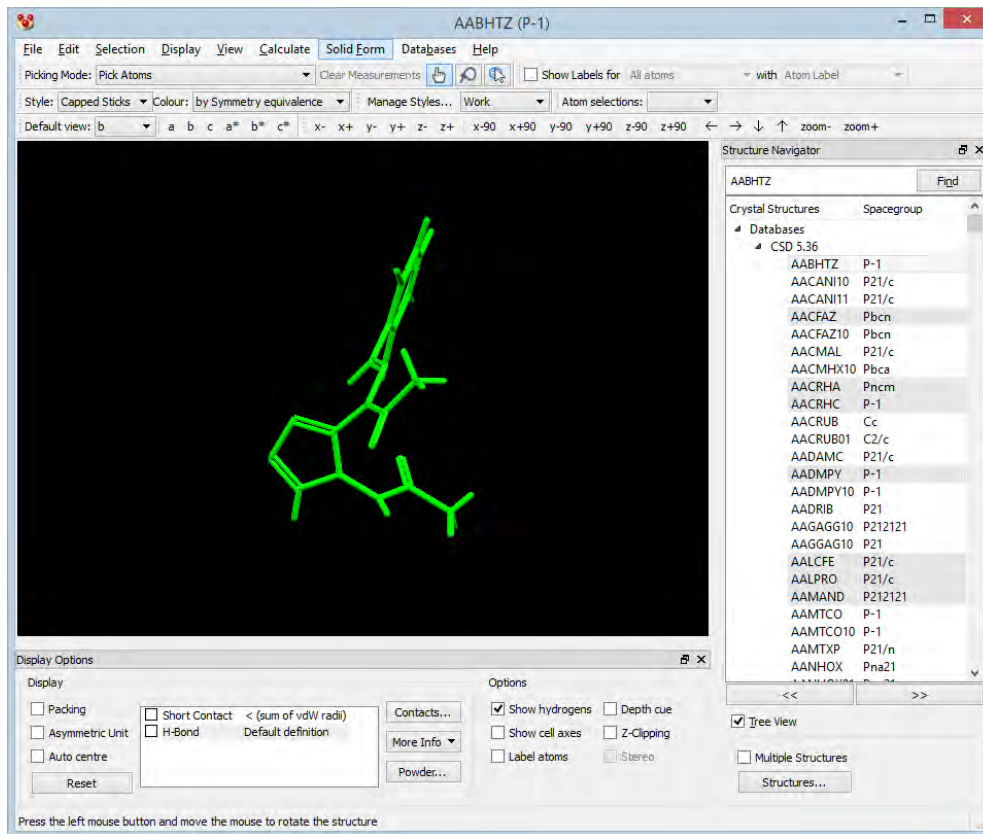 AABHTZ (P-1)
File Edit Selection Display View Calculate Solid Form Databases Help
Picking Mode: Pick Atoms Clear Measurements Show Labels for All atoms with Atom Label
Style: Capped Sticks Colour: by Symmetry equivalence Manage Styles... Work Atom selections:
Default view: b a b c a* b* c* x- x+ y- y+ z- z+ x-90 x+90 y-90 y+90 z-90 z+90 ← → ↓ ↑ zoom- zoom+
Structure Navigator
AABHTZ Find
Crystal Structures Spacegroup
Databases
CSD 5.36
AABHTZ P-1
AACANI10 P21/c
AACANI11 P21/c
AACFAZ Pbcn
AACFAZ10 Pbcn
AACMAL P21/c
AACMHX10 Pbca
AACRHA Pncm
AACRHC P-1
AACRUB Cc
AACRUB01 C2/c
AADAMC P21/c
AADMPY P-1
AADMPY10 P-1
AADRIB P21
AAGAGG10 P212121
AAGGAG10 P21
AALCFE P21/c
AALPRO P21/c
AAMAND P212121
AAMTCO P-1
AAMTCO10 P-1
AAMTXP P21/n
AANHOX Pna21
<< >>
Tree View
Multiple Structures
Structures...
Display Options
Display
Packing
Asymmetric Unit
Auto centre
Reset
Short Contact < (sum of vdW radii)
H-Bond Default definition
Contacts...
More Info
Powder...
Options
Show hydrogens Depth cue
Show cell axes Z-Clipping
Label atoms Stereo
Press the left mouse button and move the mouse to rotate the structure